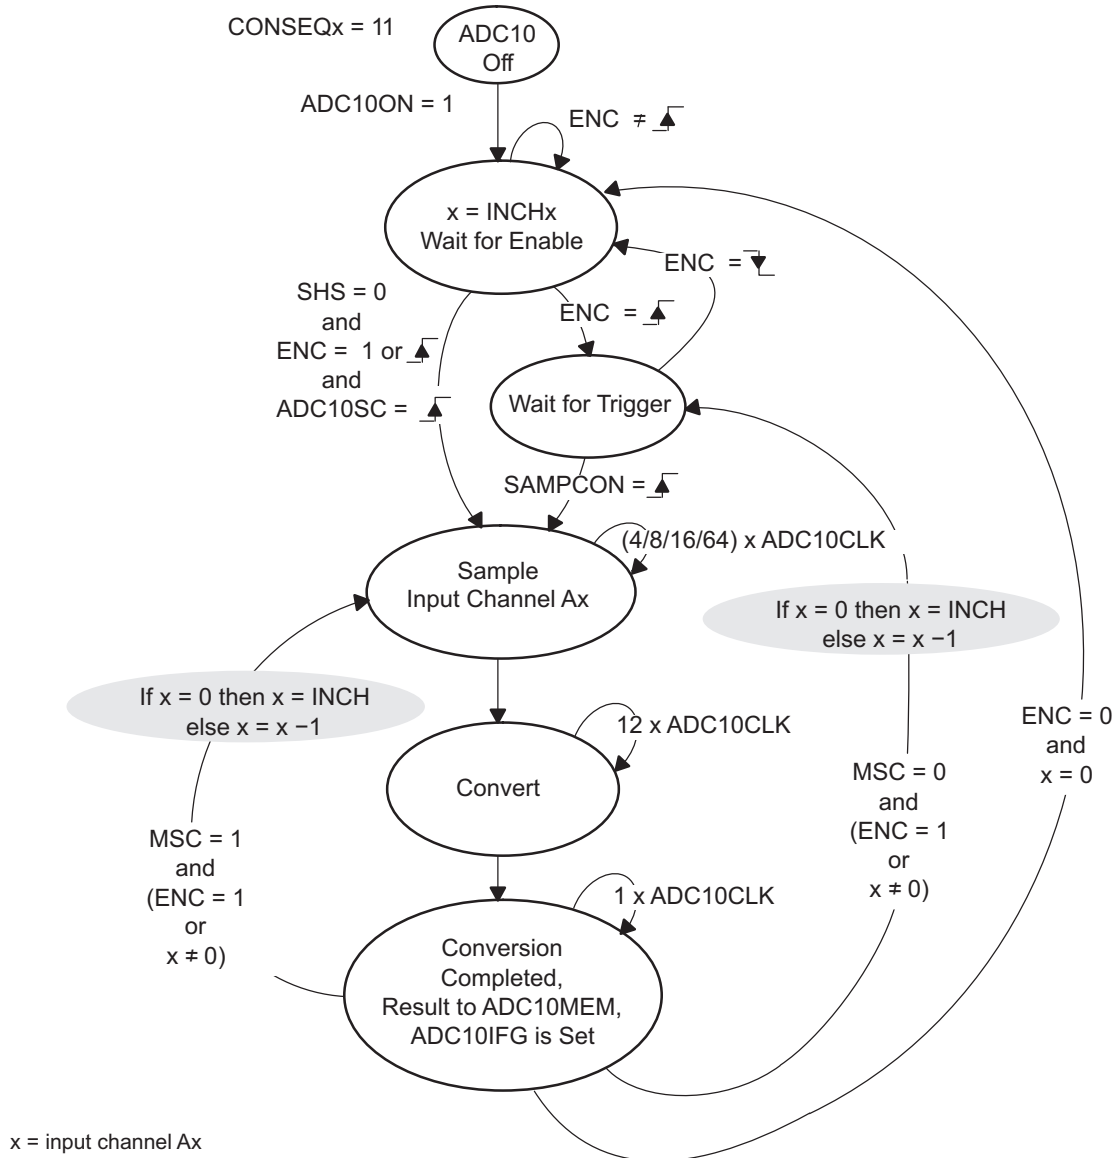 CONSEQx = 11
ADC10
Off
ADC10ON = 1
ENC ≠
x = INCHx
Wait for Enable
ENC =
SHS = 0
and
ENC = 1 or
and
ADC10SC =
ENC =
Wait for Trigger
SAMPCON =
(4/8/16/64) x ADC10CLK
Sample
Input Channel Ax
If x = 0 then x = INCH
else x = x −1
If x = 0 then x = INCH
else x = x −1
12 x ADC10CLK
Convert
ENC = 0
and
x = 0
MSC = 0
and
(ENC = 1
or
x ≠ 0)
MSC = 1
and
(ENC = 1
or
x ≠ 0)
1 x ADC10CLK
Conversion
Completed,
Result to ADC10MEM,
ADC10IFG is Set
x = input channel Ax